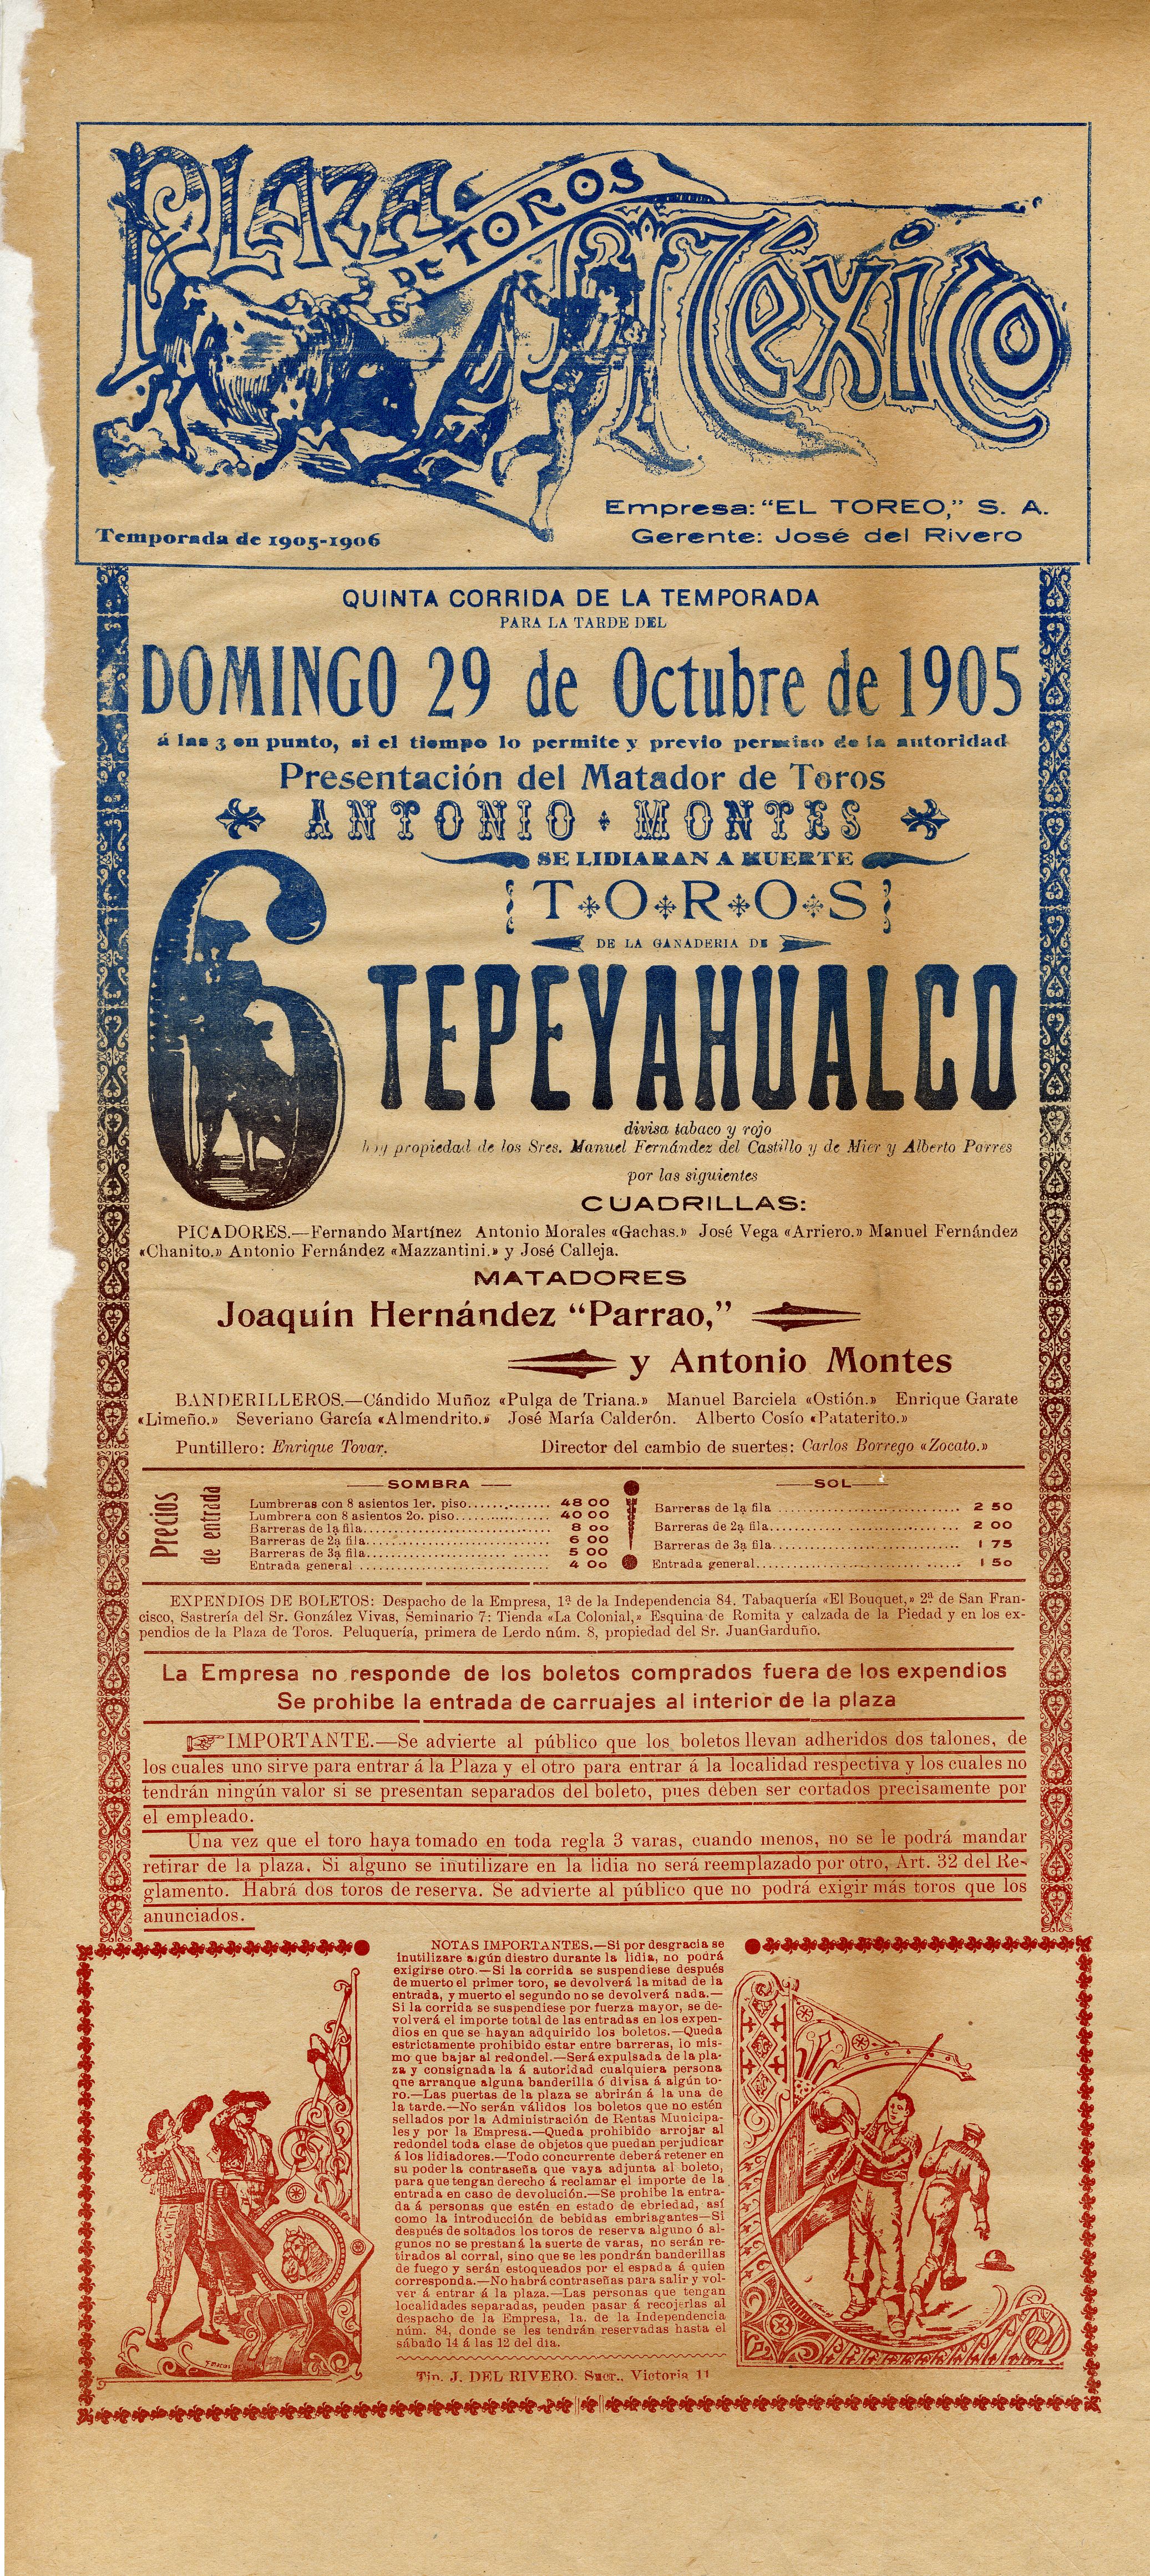 PLAZA
DE TOROS
México
Empresa: "EL TOREO," S. A.
Temporada de 1905-1906
Gerente: José del Rivero
QUINTA CORRIDA DE LA TEMPORADA
PARA LA TARDE DEL
DOMINGO 29 de Octubre de 1905
á las 3 en punto, si el tiempo lo permite y previo permiso de la autoridad
Presentación del Matador de Toros
ANTONIO MONTES
SE LIDIARAN A MUERTE
6 TOROS
DE LA GANADERIA DE
TEPEYAHUALCO
divisa tabaco y rojo
hoy propiedad de los Sres. Manuel Fernández del Castillo y de Mier y Alberto Parres
por las siguientes
CUADRILLAS:
PICADORES.—Fernando Martínez Antonio Morales «Gachas.» José Vega «Arriero.» Manuel Fernández
«Chanito.» Antonio Fernández «Mazzantini.» y José Calleja.
MATADORES
Joaquín Hernández "Parrao,"
y Antonio Montes
BANDERILLEROS.—Cándido Muñoz «Pulga de Triana.» Manuel Barciela «Ostión.» Enrique Garate
«Limeño.» Severiano García «Almendrito.» José María Calderón. Alberto Cosío «Pataterito.»
Puntillero: Enrique Tovar. Director del cambio de suertes: Carlos Borrego «Zocato.»
Precios de entrada
SOMBRA
Lumbreras con 8 asientos 1er. piso............... 48 00
Lumbrera con 8 asientos 2o. piso............... 40 00
Barreras de 1ª fila............... 8 00
Barreras de 2ª fila............... 6 00
Barreras de 3ª fila............... 5 00
Entrada general ............... 4 00
SOL
Barreras de 1ª fila ............... 2 50
Barreras de 2ª fila............... 2 00
Barreras de 3ª fila............... 1 75
Entrada general............... 1 50
EXPENDIOS DE BOLETOS: Despacho de la Empresa, 1ª de la Independencia 84. Tabaquería «El Bouquet,» 2ª de San Fran-
cisco, Sastrería del Sr. González Vivas, Seminario 7: Tienda «La Colonial,» Esquina de Romita y calzada de la Piedad y en los ex-
pendios de la Plaza de Toros. Peluquería, primera de Lerdo núm. 8, propiedad del Sr. JuanGarduño.
La Empresa no responde de los boletos comprados fuera de los expendios
Se prohibe la entrada de carruajes al interior de la plaza
IMPORTANTE.—Se advierte al público que los boletos llevan adheridos dos talones, de
los cuales uno sirve para entrar á la Plaza y el otro para entrar á la localidad respectiva y los cuales no
tendrán ningún valor si se presentan separados del boleto, pues deben ser cortados precisamente por
el empleado.
Una vez que el toro haya tomado en toda regla 3 varas, cuando menos, no se le podrá mandar
retirar de la plaza. Si alguno se inutilizare en la lidia no será reemplazado por otro, Art. 32 del Re-
glamento. Habrá dos toros de reserva. Se advierte al público que no podrá exigir más toros que los
anunciados.
NOTAS IMPORTANTES.—Si por desgracia se
inutilizare algún diestro durante la lidia, no podrá
exigirse otro.—Si la corrida se suspendiese después
de muerto el primer toro, se devolverá la mitad de la
entrada, y muerto el segundo no se devolverá nada.—
Si la corrida se suspendiese por fuerza mayor, se de-
volverá el importe total de las entradas en los expen-
dios en que se hayan adquirido los boletos.—Queda
estrictamente prohibido estar entre barreras, lo mis-
mo que bajar al redondel.—Será expulsada de la pla-
za y consignada la á autoridad cualquiera persona
que arranque alguna banderilla ó divisa á algún to-
ro.—Las puertas de la plaza se abrirán á la una de
la tarde.—No serán válidos los boletos que no estén
sellados por la Administración de Rentas Municipa-
les y por la Empresa.—Queda prohibido arrojar al
redondel toda clase de objetos que puedan perjudicar
á los lidiadores.—Todo concurrente deberá retener en
su poder la contraseña que vaya adjunta al boleto,
para que tengan derecho á reclamar el importe de la
entrada en caso de devolución.—Se prohibe la entra-
da á personas que estén en estado de ebriedad, así
como la introducción de bebidas embriagantes—Si
después de soltados los toros de reserva alguno ó al-
gunos no se prestaná la suerte de varas, no serán re-
tirados al corral, sino que se les pondrán banderillas
de fuego y serán estoqueados por el espada á quien
corresponda.—No habrá contraseñas para salir y vol-
ver á entrar á la plaza.—Las personas que tengan
localidades separadas, peuden pasar á recojerlas al
despacho de la Empresa, 1a. de la Independencia
núm. 84, donde se les tendrán reservadas hasta el
sábado 14 á las 12 del dia.
Tip. J. DEL RIVERO. Sucr., Victoria 11